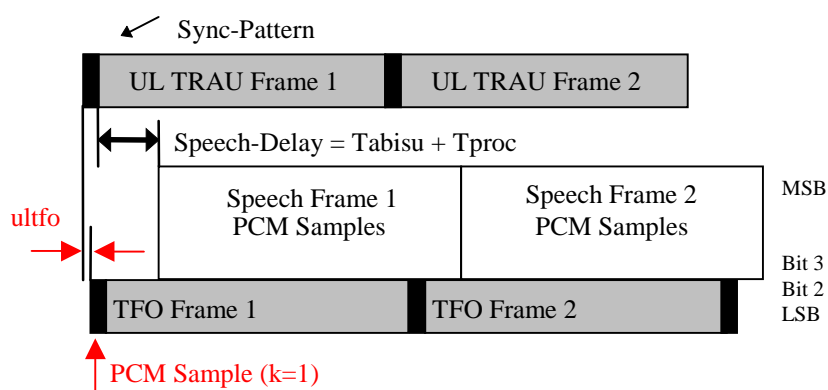 Sync-Pattern
UL TRAU Frame 1
UL TRAU Frame 2
Speech-Delay = Tabisu + Tproc
Speech Frame 1
PCM Samples
Speech Frame 2
PCM Samples
MSB
ultfo
Bit 3
Bit 2
LSB
TFO Frame 1
TFO Frame 2
PCM Sample (k=1)